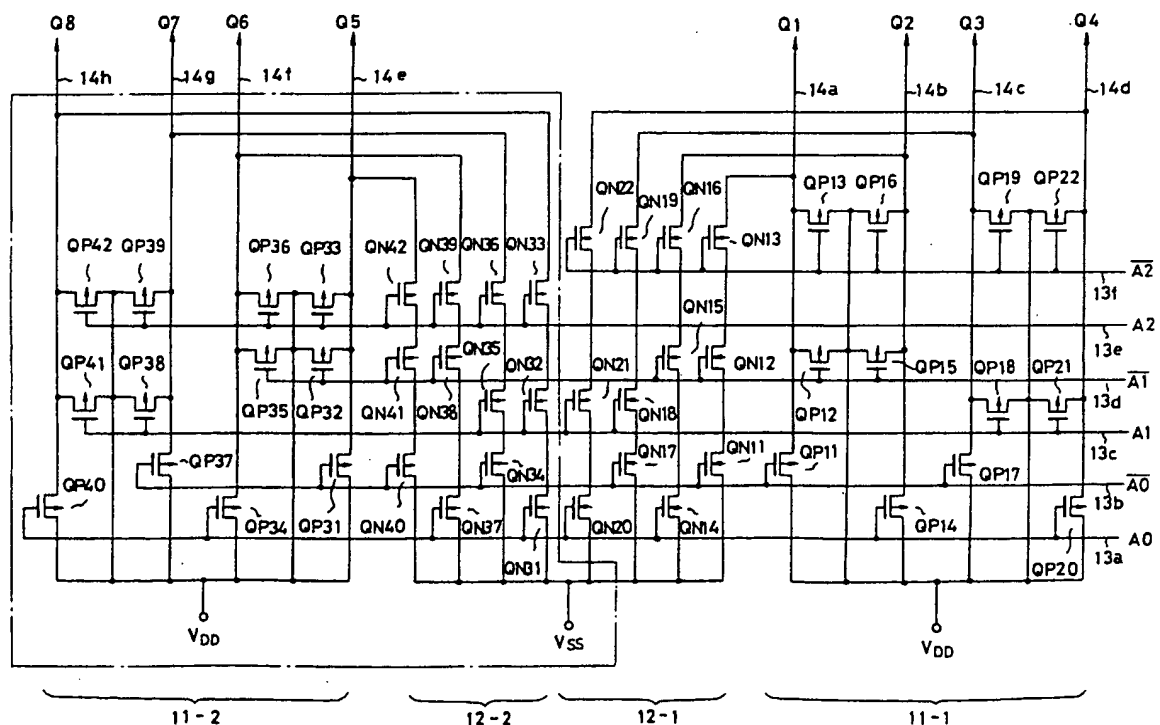 Q8 Q7 Q6 Q5 Q1 Q2 Q3 Q4
14h 14g 14f 14e 14a 14b 14c 14d
QN22 QN19 QN16 QP13 QP16 QP19 QP22
QP42 QP39 QP36 QP33 QN42 QN39 QN36 QN33 QN13
A2
13f
A2
QN15
13e
QP41 QP38 QN35 QN32 QN21 QN12 QP15 QP18 QP21 A1
QP35 QP32 QN41 QN38 QN18 QP12 13d
A1
QP37 QN17 QN11 QP11 13c
QP40 QN34 QP17 A0
QP34 QP31 QN40 QN37 QN20 QN14 QP14 13b
A0
QN31 QP20 13a
VDD VSS VDD
11-2 12-2 12-1 11-1